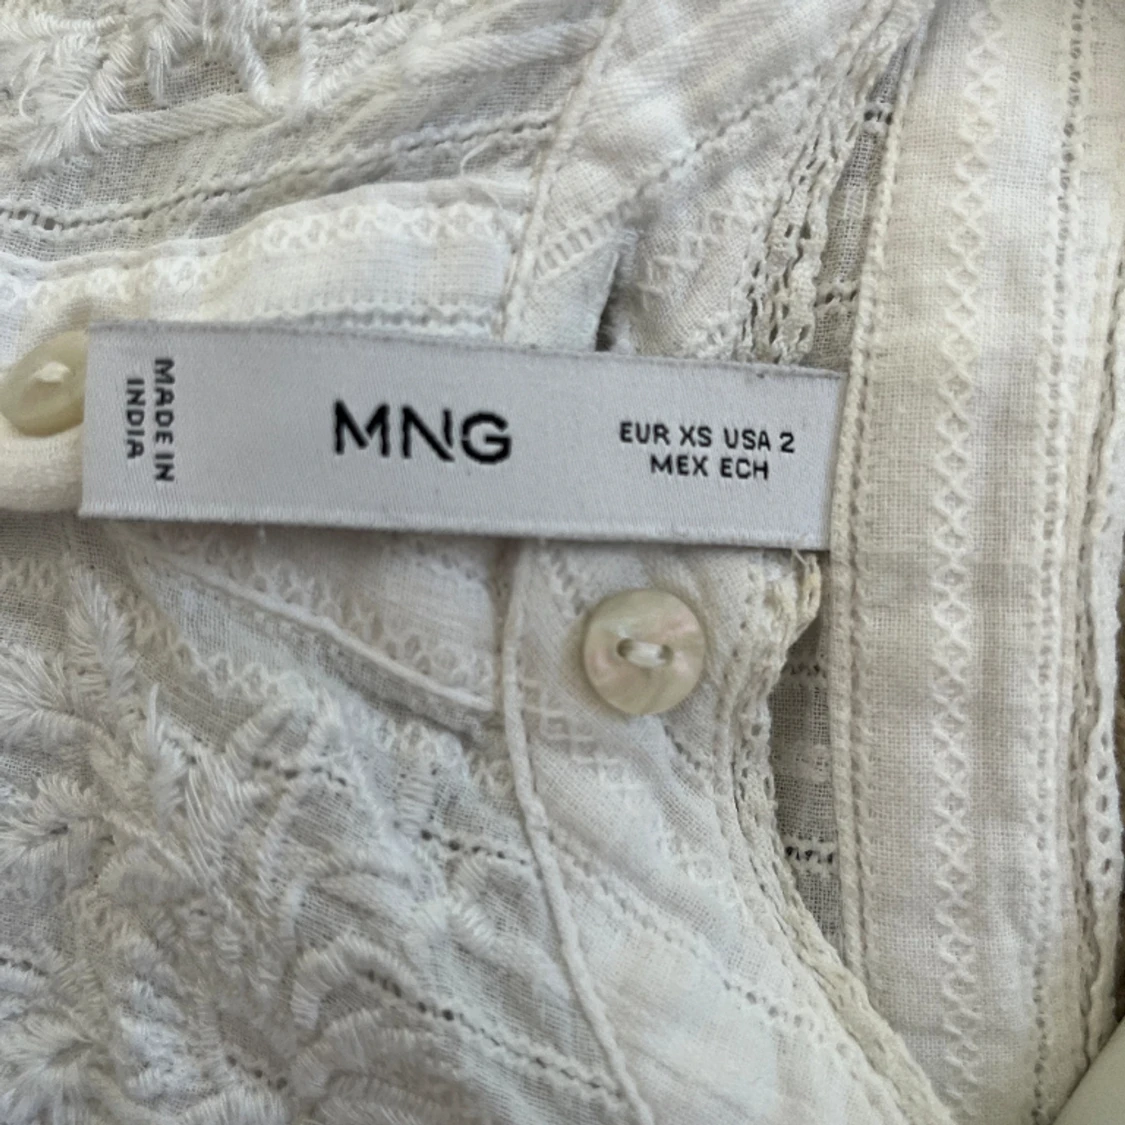 MADE IN
INDIA
MNG
EUR XS USA 2
MEX ECH